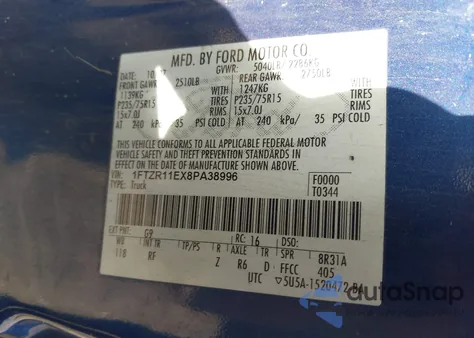 MFD. BY FORD MOTOR CO
DATE: 10/ GVWR: 5040LB/ 2286KG
FRONT GAWR: 2510LB REAR GAWR: 2750LB
1139KG WITH 1247KG WITH
P235/75R15 TIRES P235/75R15 TIRES
15x7.0J RIMS 15x7.0J RIMS
AT 240 kPa/ 35 PSI COLD AT 240 kPa/ 35 PSI COLD
THIS VEHICLE CONFORMS TO ALL APPLICABLE FEDERAL MOTOR
VEHICLE SAFETY AND THEFT PREVENTION STANDARDS IN
EFFECT ON THE DATE OF MANUFACTURE SHOWN ABOVE.
VIN: 1FTZR11EX8PA38996 F0000
TYPE: Truck T0344
G9 RC: 16 DSO:
WB INT TR TP/PS R AXLE TR SPR 8R31A
118 RF Z R6 D FFCC 405
UTC ▽5U5A-1520472-BA
autoSnap